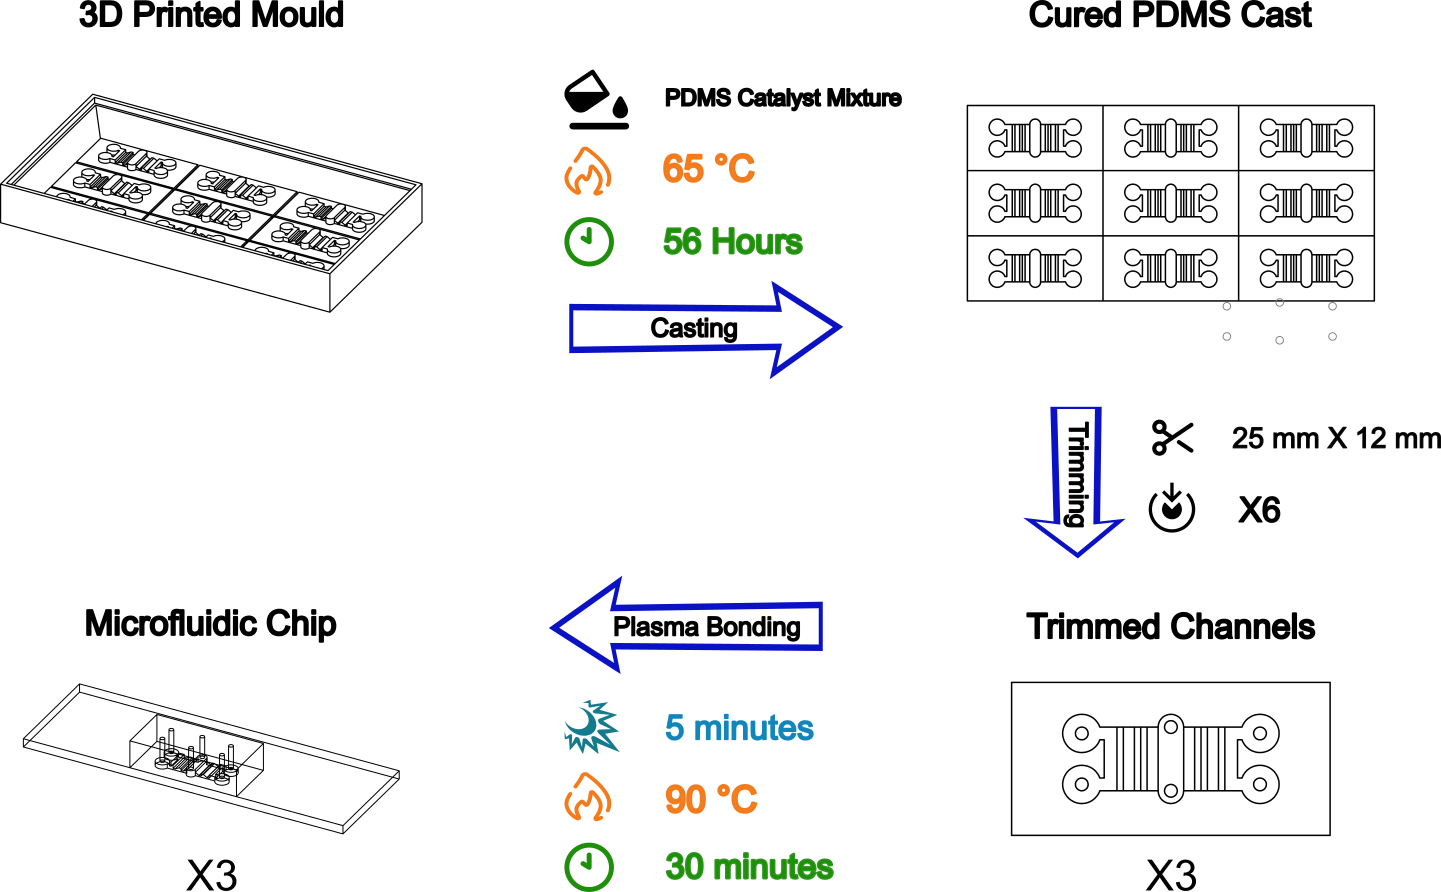 3D Printed Mould
Cured PDMS Cast
PDMS Catalyst Mixture
65 °C
56 Hours
Casting
Trimming
25 mm X 12 mm
X6
Microfluidic Chip
Plasma Bonding
Trimmed Channels
5 minutes
90 °C
30 minutes
X3
X3